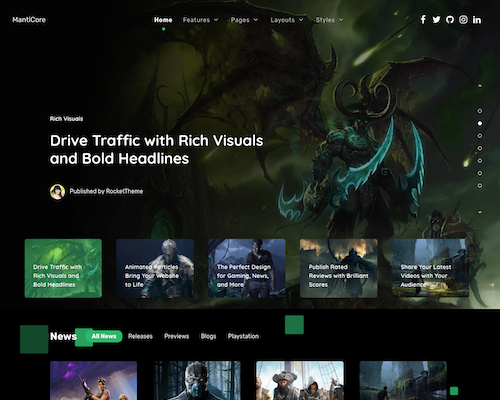 MantiCore
Home Features Pages Layouts Styles
Rich Visuals
Drive Traffic with Rich Visuals
and Bold Headlines
Published by RocketTheme
Drive Traffic with
Rich Visuals and
Bold Headlines
Animated Particles
Bring Your Website
to Life
The Perfect Design
for Gaming, News,
and More
Publish Rated
Reviews with Brilliant
Scores
Share Your Latest
Videos with Your
Audience
News All News Releases Previews Blogs Playstation